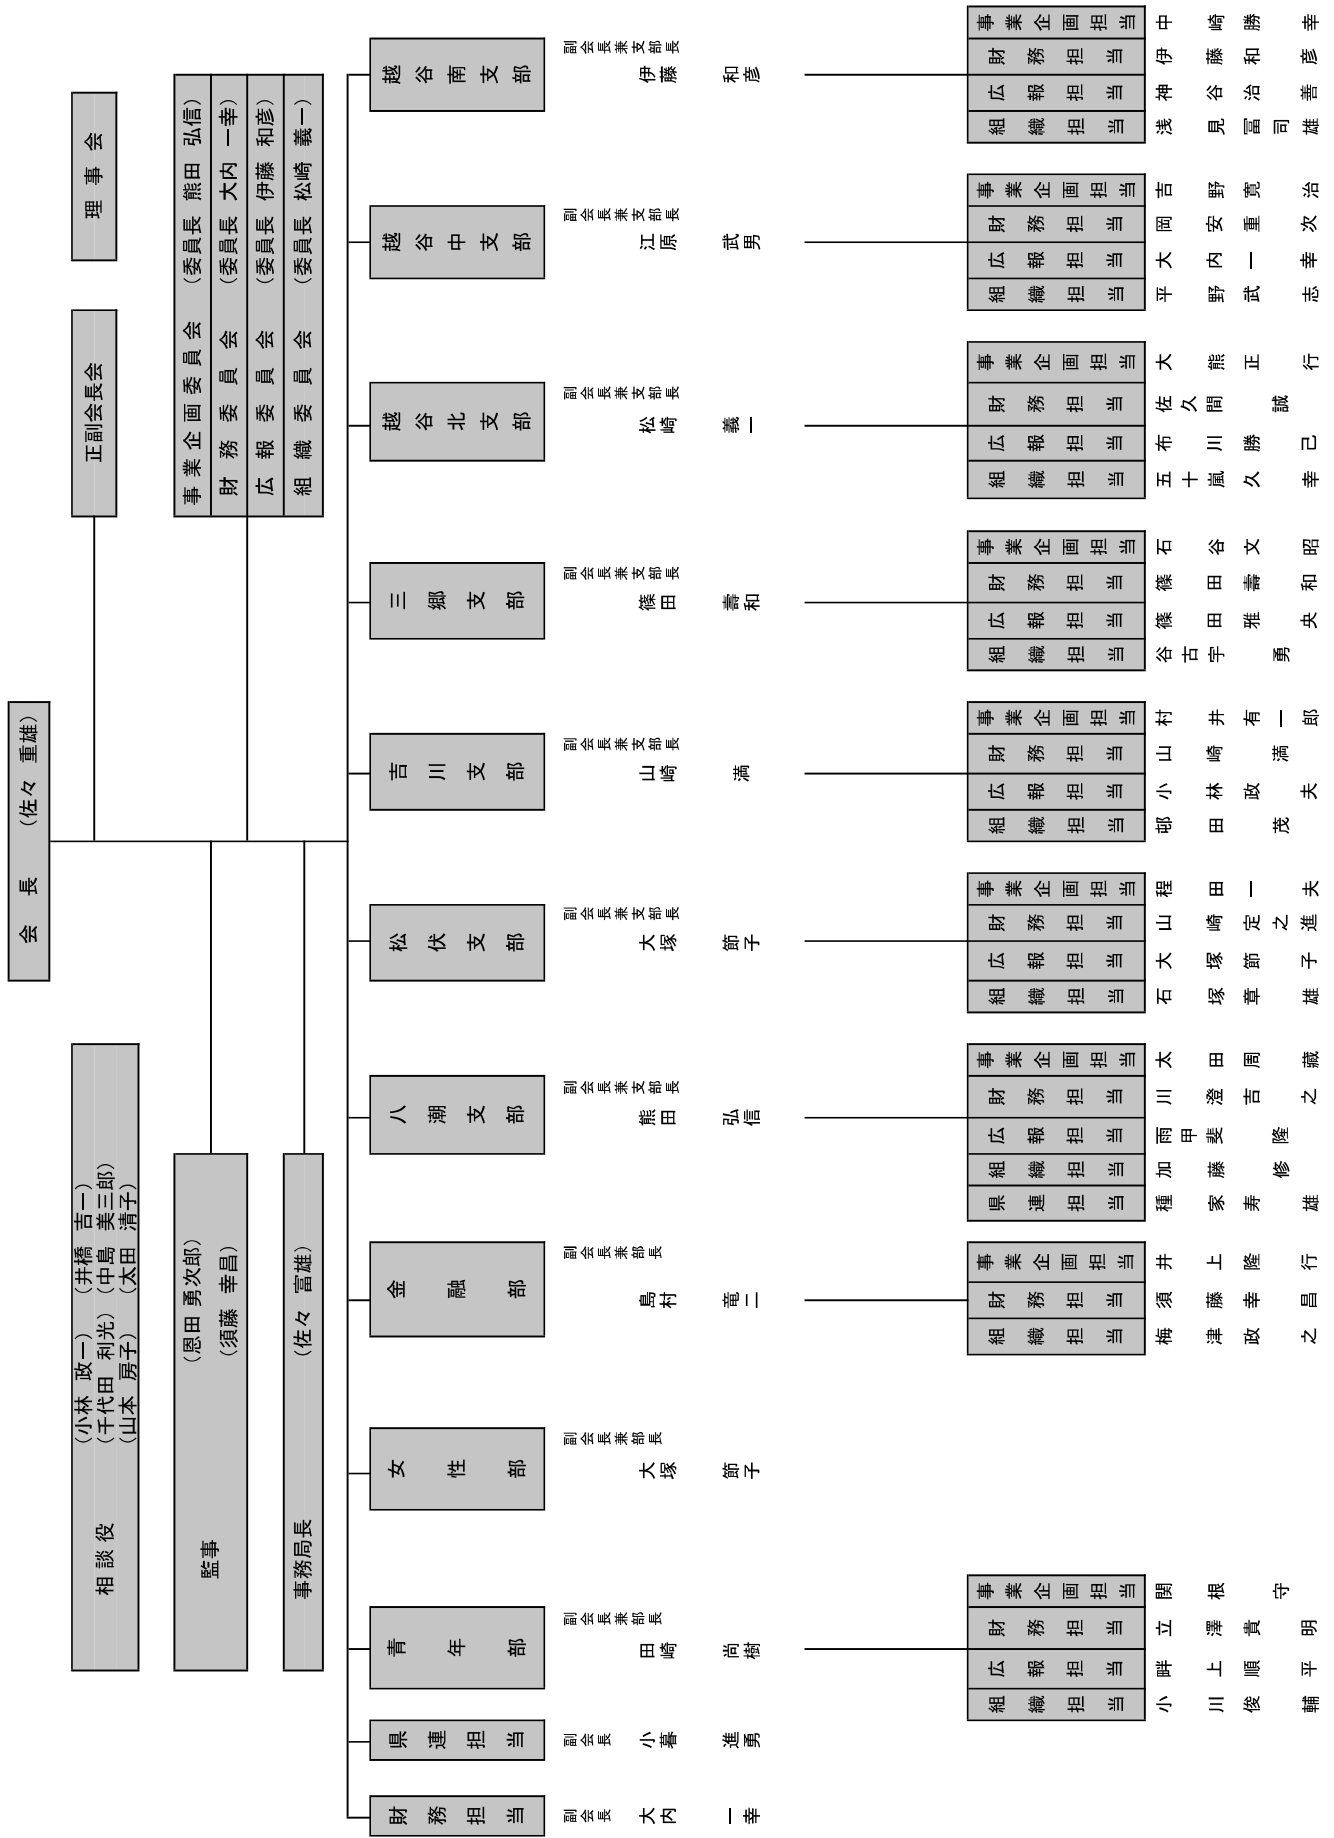 会長 （佐々 重雄）
相談役 （小林 政一） （井橋 吉一）
（千代田 利光） （中島 美三郎）
（山本 房子） （太田 清子）
正副会長会
理事会
監事 （恩田 勇次郎）
（須藤 幸昌）
事業企画委員会 （委員長 熊田 弘信）
財務委員会 （委員長 大内 一幸）
広報委員会 （委員長 伊藤 和彦）
組織委員会 （委員長 松崎 義一）
事務局長 （佐々 富雄）
財務担当
副会長
大内 一幸
県連担当
副会長
小暮 進勇
青年部
副会長兼部長
田崎 尚樹
組織担当 小川俊輔
広報担当 畔上順平
財務担当 立澤貴明
事業企画担当 関根守
女性部
副会長兼部長
大塚 節子
金融部
副会長兼部長
島村 竜二
組織担当 梅津政之
財務担当 須藤幸昌
事業企画担当 井上隆行
八潮支部
副会長兼支部長
熊田 弘信
県連担当 種家寿雄
組織担当 加藤修
広報担当 雨甲斐隆
財務担当 川澄吉之
事業企画担当 太田周藏
松伏支部
副会長兼支部長
大塚 節子
組織担当 石塚章雄
広報担当 大塚節子
財務担当 山崎定之進
事業企画担当 程田一夫
吉川支部
副会長兼支部長
山崎 満
組織担当 邨田茂
広報担当 小林政夫
財務担当 山崎満
事業企画担当 村井有一郎
三郷支部
副会長兼支部長
篠田 壽和
組織担当 谷古宇勇
広報担当 篠田雅央
財務担当 篠田壽和
事業企画担当 石谷文昭
越谷北支部
副会長兼支部長
松崎 義一
組織担当 五十嵐久幸
広報担当 布川勝己
財務担当 佐久間誠
事業企画担当 大熊正行
越谷中支部
副会長兼支部長
江原 武男
組織担当 平野武志
広報担当 大内一幸
財務担当 岡安重次
事業企画担当 吉野寛治
越谷南支部
副会長兼支部長
伊藤 和彦
組織担当 浅見冨司雄
広報担当 神谷治善
財務担当 伊藤和彦
事業企画担当 中崎勝幸